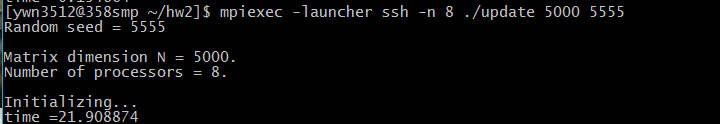 [ywn3512@358smp ~/hw2]$ mpiexec -launcher ssh -n 8 ./update 5000 5555
Random seed = 5555
Matrix dimension N = 5000.
Number of processors = 8.
Initializing...
time =21.908874